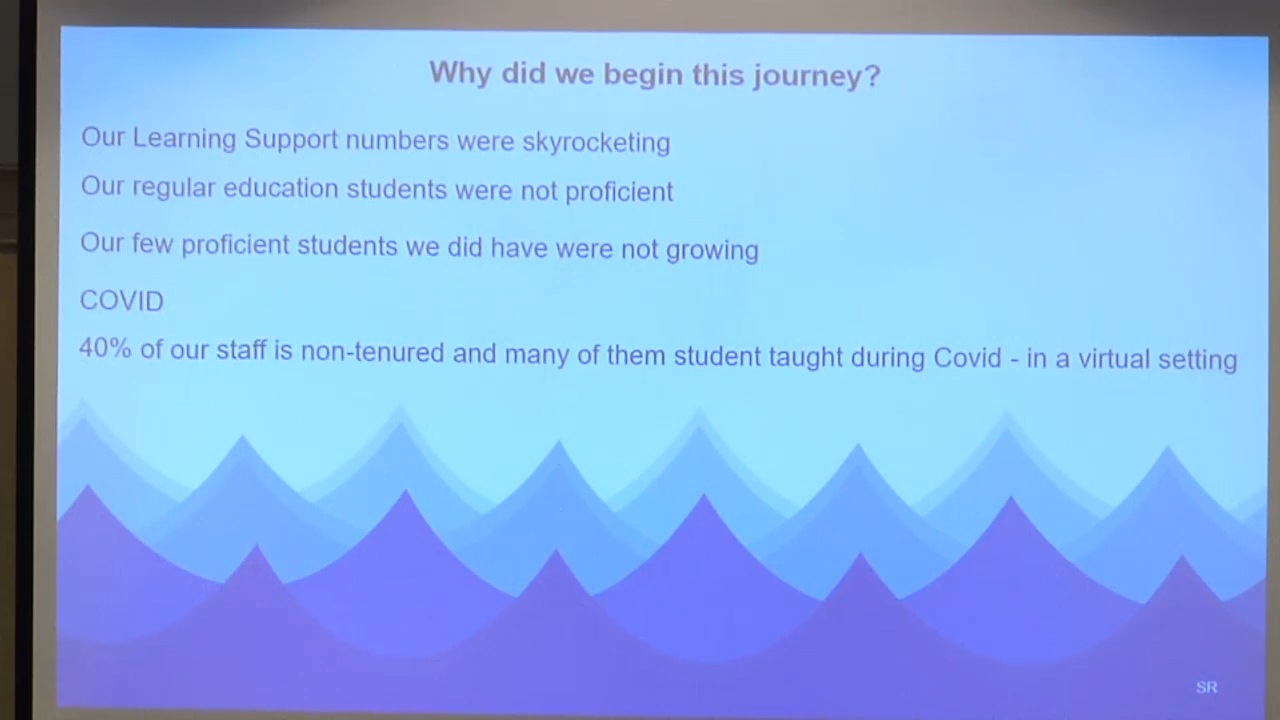 Why did we begin this journey?
Our Learning Support numbers were skyrocketing
Our regular education students were not proficient
Our few proficient students we did have were not growing
COVID
40% of our staff is non-tenured and many of them student taught during Covid - in a virtual setting
SR